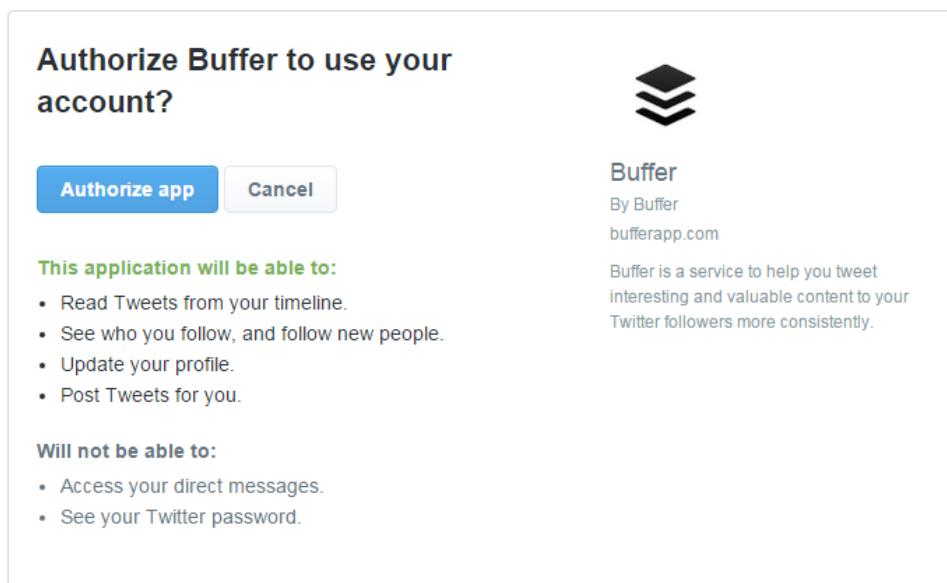 Authorize Buffer to use your
account?
Authorize app
Cancel
This application will be able to:
• Read Tweets from your timeline.
• See who you follow, and follow new people.
• Update your profile.
• Post Tweets for you.
Will not be able to:
• Access your direct messages.
• See your Twitter password.
Buffer
By Buffer
bufferapp.com
Buffer is a service to help you tweet
interesting and valuable content to your
Twitter followers more consistently.